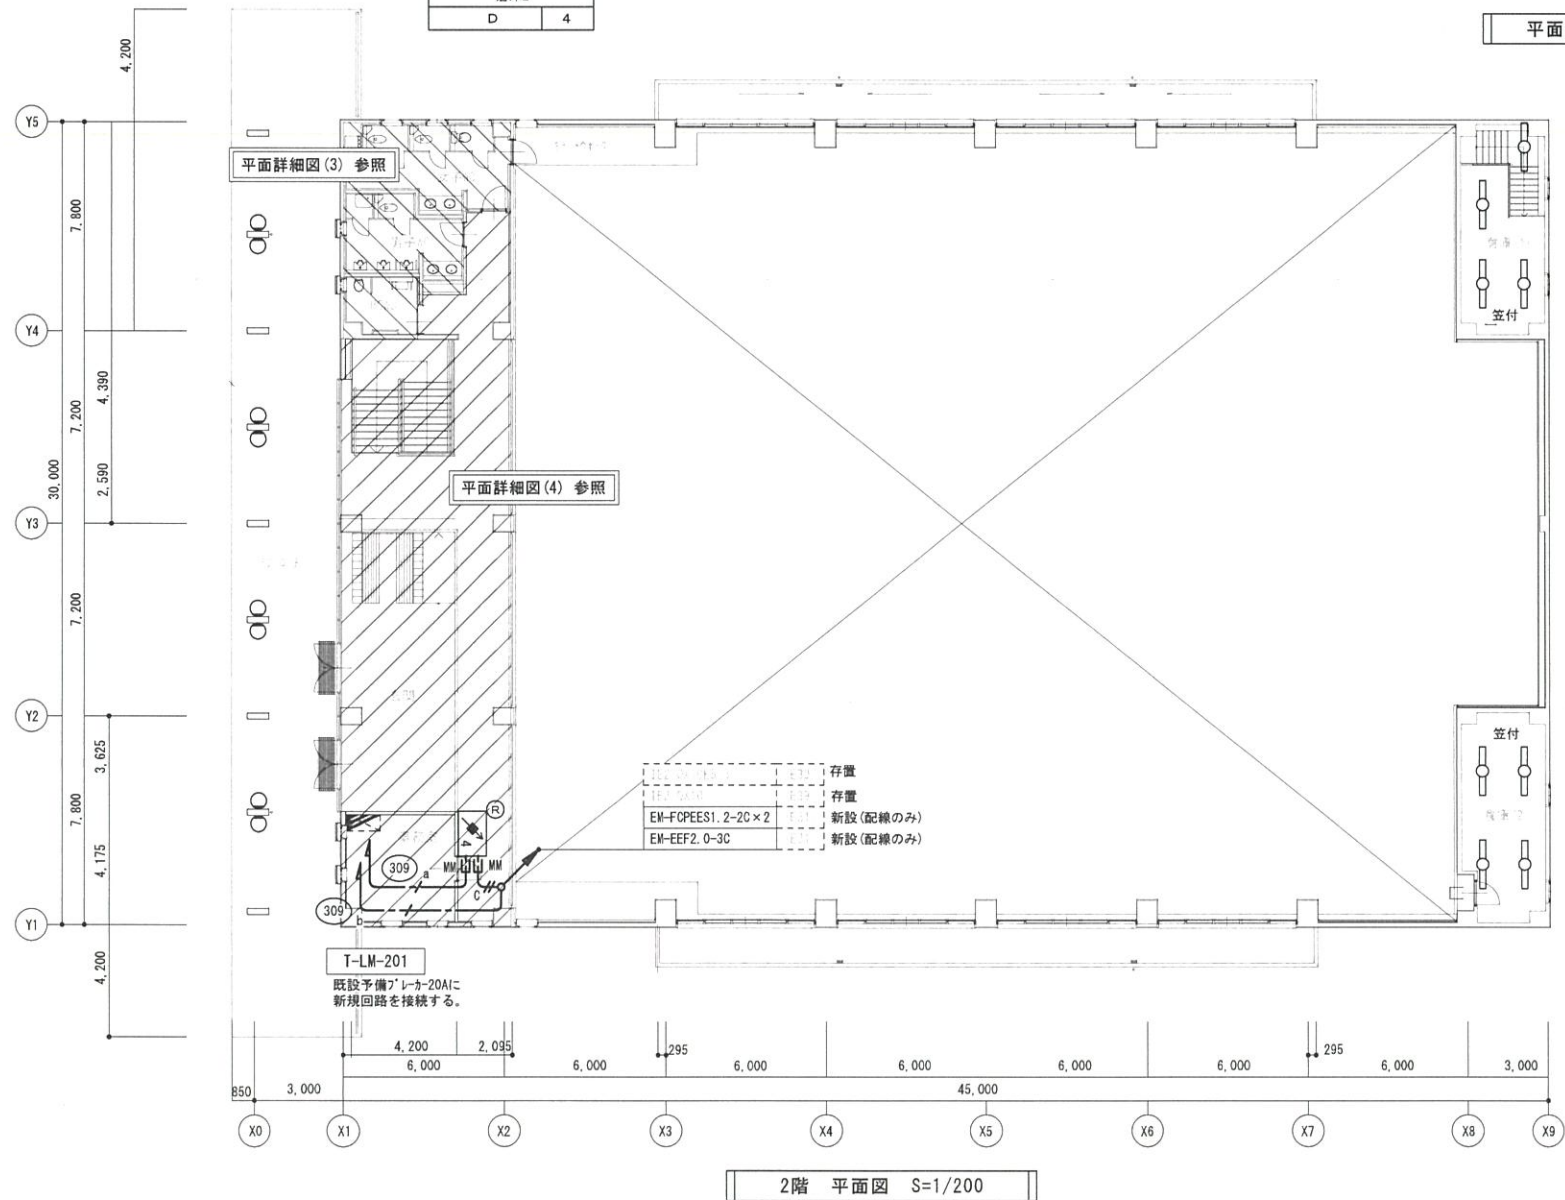 D 4
平面
4,200
Y5
平面詳細図(3) 参照
7,800
Y4
笠付
4,390
7,200
30,000
2,590
平面詳細図(4) 参照
Y3
7,200
Y2
3,625
笠付
7,800
4,175
存置
存置
EM-FCPEES1.2-2C×2 新設(配線のみ)
EM-EEF2.0-3C 新設(配線のみ)
R
4
309
a
MM MM
C
309
b
Y1
T-LM-201
既設予備ブレーカー20Aに
新規回路を接続する。
4,200
4,200 2,095 295 295
6,000 6,000 6,000 6,000 6,000 6,000 6,000 3,000
850 3,000 45,000
X0 X1 X2 X3 X4 X5 X6 X7 X8 X9
2階 平面図 S=1/200